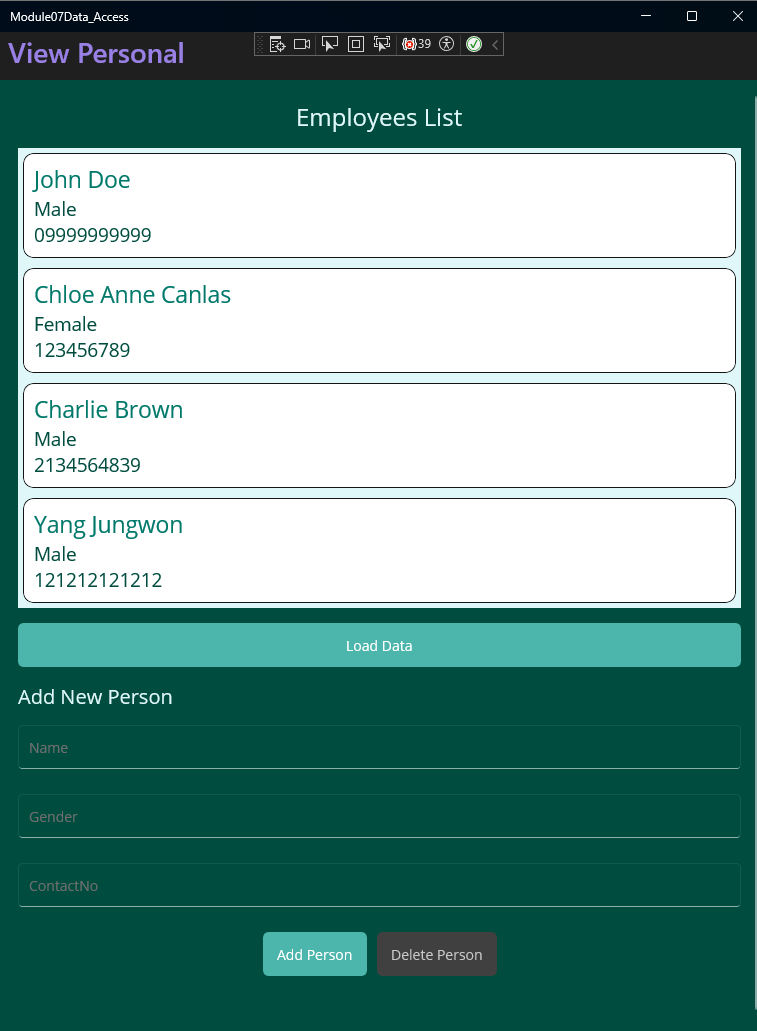 Module07Data_Access
View Personal
39
Employees List
John Doe
Male
09999999999
Chloe Anne Canlas
Female
123456789
Charlie Brown
Male
2134564839
Yang Jungwon
Male
121212121212
Load Data
Add New Person
Name
Gender
ContactNo
Add Person
Delete Person